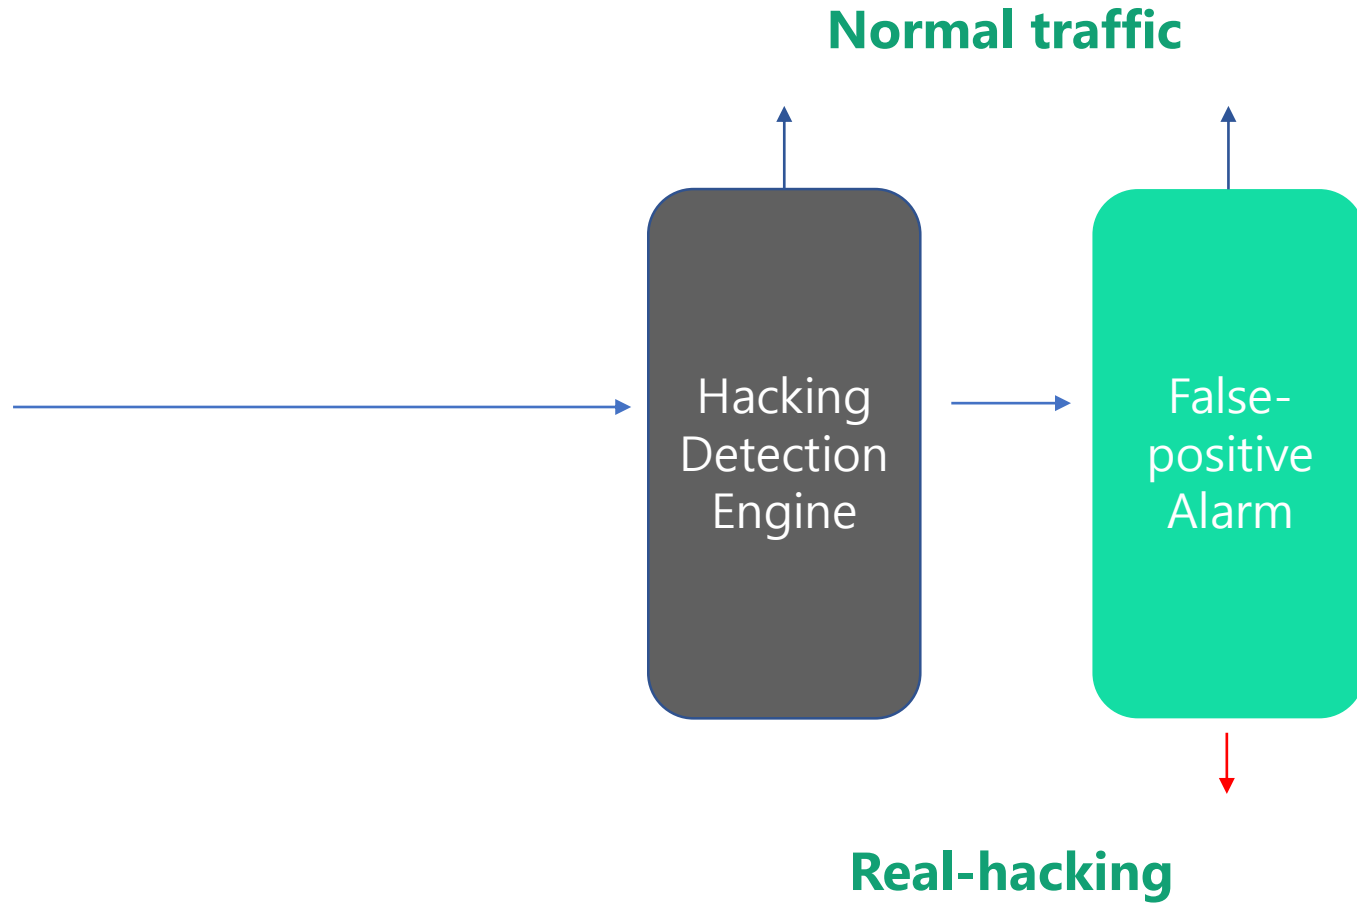 Normal traffic
Hacking
Detection
Engine
False-
positive
Alarm
Real-hacking